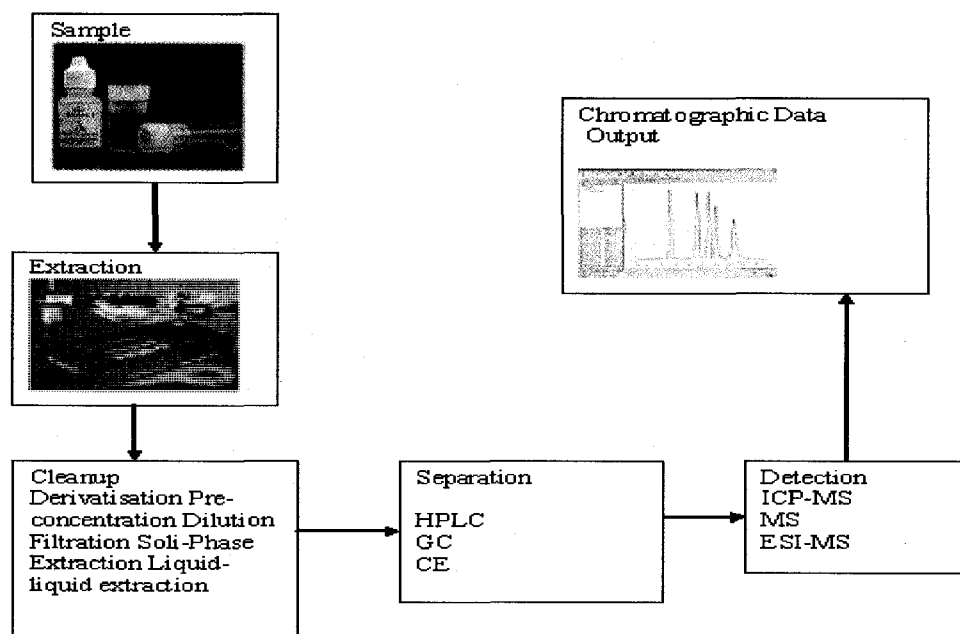 Sample
Extraction
Cleanup
Derivatisation Pre-
concentration Dilution
Filtration Soli-Phase
Extraction Liquid-
liquid extraction
Separation
HPLC
GC
CE
Detection
ICP-MS
MS
ESI-MS
Chromatographic Data
Output